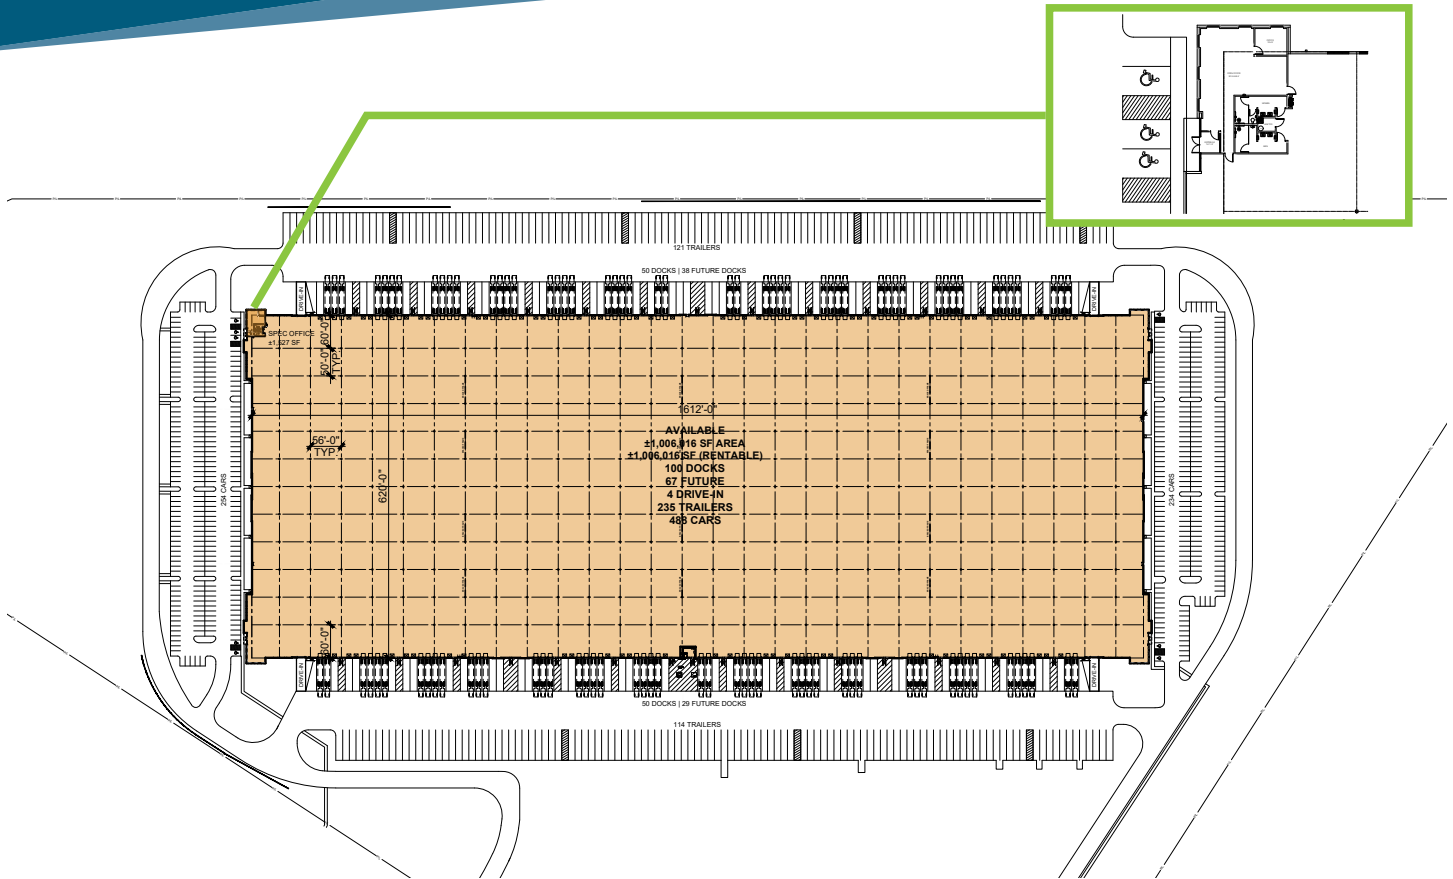 121 TRAILERS
50 DOCKS | 38 FUTURE DOCKS
DRIVE-IN
DRIVE-IN
SPEC OFFICE
±1,527 SF
60'-0"
50'-0"
TYP.
1612'-0"
56'-0"
TYP.
620'-0"
AVAILABLE
±1,006,016 SF AREA
±1,006,016 SF (RENTABLE)
100 DOCKS
67 FUTURE
4 DRIVE-IN
235 TRAILERS
488 CARS
254 CARS
234 CARS
60'-0"
DRIVE-IN
DRIVE-IN
50 DOCKS | 29 FUTURE DOCKS
114 TRAILERS